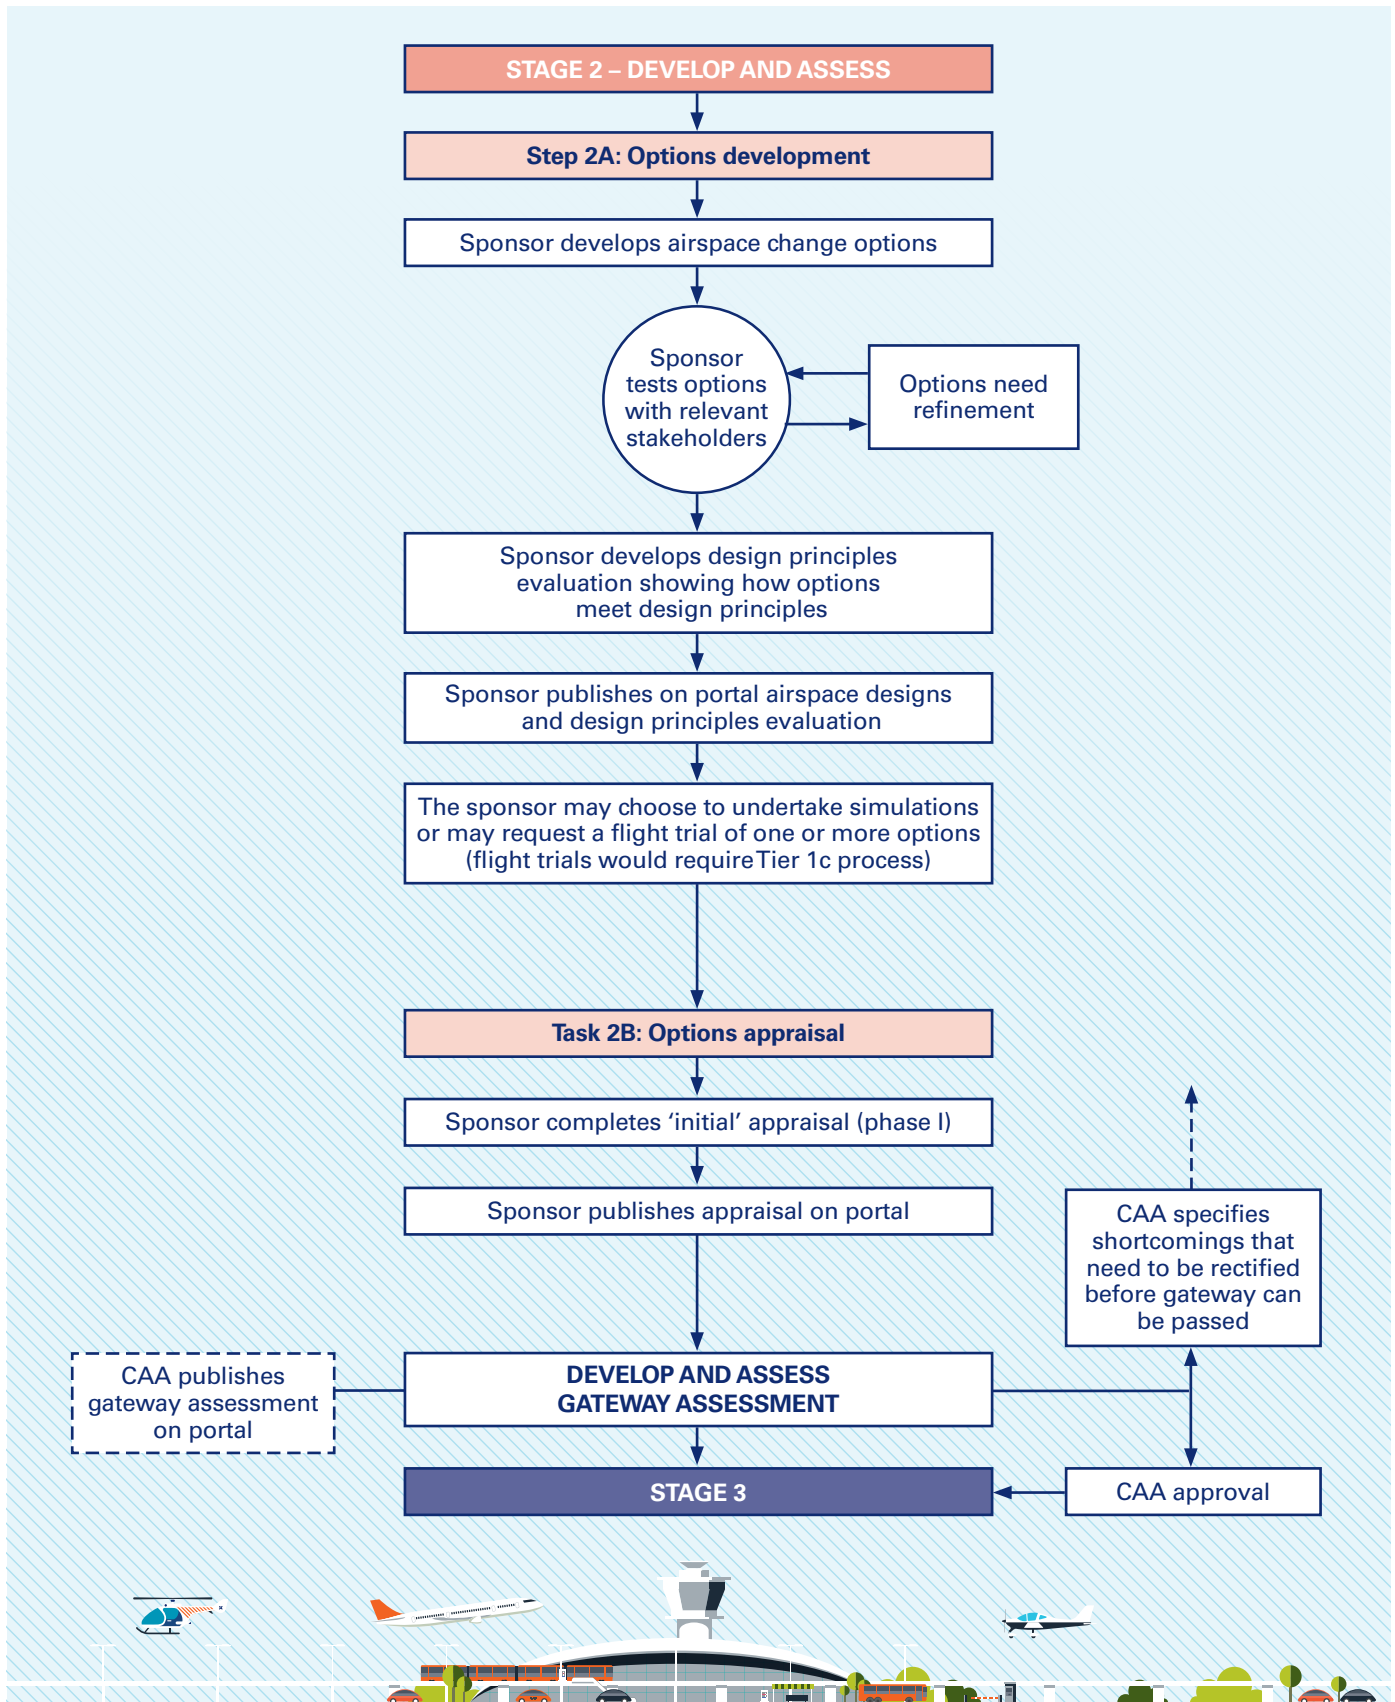 STAGE 2 – DEVELOP AND ASSESS
Step 2A: Options development
Sponsor develops airspace change options
Sponsor
tests options
with relevant
stakeholders
Options need
refinement
Sponsor develops design principles
evaluation showing how options
meet design principles
Sponsor publishes on portal airspace designs
and design principles evaluation
The sponsor may choose to undertake simulations
or may request a flight trial of one or more options
(flight trials would require Tier 1c process)
Task 2B: Options appraisal
Sponsor completes ‘initial’ appraisal (phase I)
Sponsor publishes appraisal on portal
CAA specifies
shortcomings that
need to be rectified
before gateway can
be passed
CAA publishes
gateway assessment
on portal
DEVELOP AND ASSESS
GATEWAY ASSESSMENT
STAGE 3
CAA approval